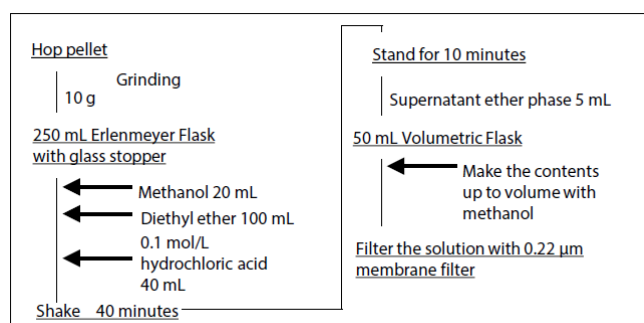 Hop pellet
Grinding
10 g
250 mL Erlenmeyer Flask
with glass stopper
Methanol 20 mL
Diethyl ether 100 mL
0.1 mol/L
hydrochloric acid
40 mL
Shake 40 minutes
Stand for 10 minutes
Supernatant ether phase 5 mL
50 mL Volumetric Flask
Make the contents
up to volume with
methanol
Filter the solution with 0.22 µm
membrane filter